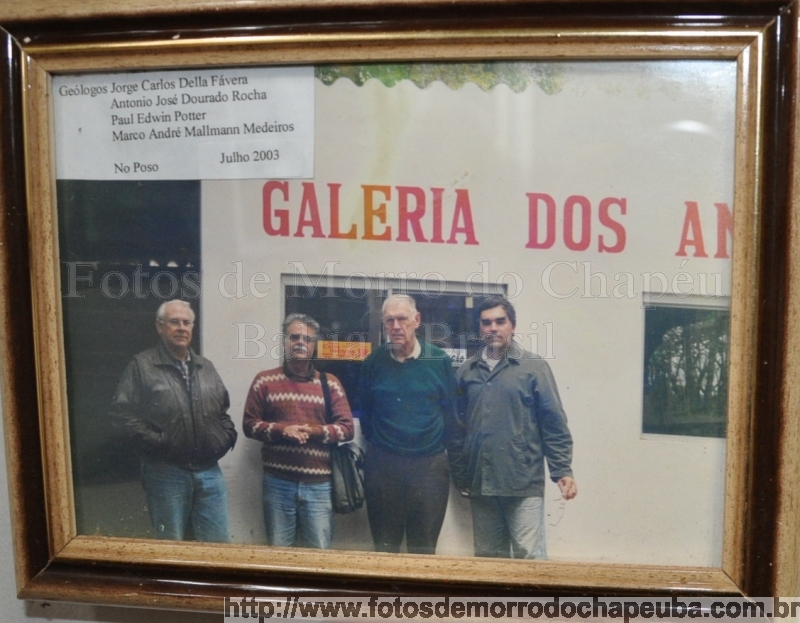 Geólogos Jorge Carlos Della Fávera
Antonio José Dourado Rocha
Paul Edwin Potter
Marco André Mallmann Medeiros
No Poso Julho 2003
GALERIA DOS AN
Fotos de Morro do Chapéu
Bahia - Brasil
http://www.fotosdemorrodochapeuba.com.br